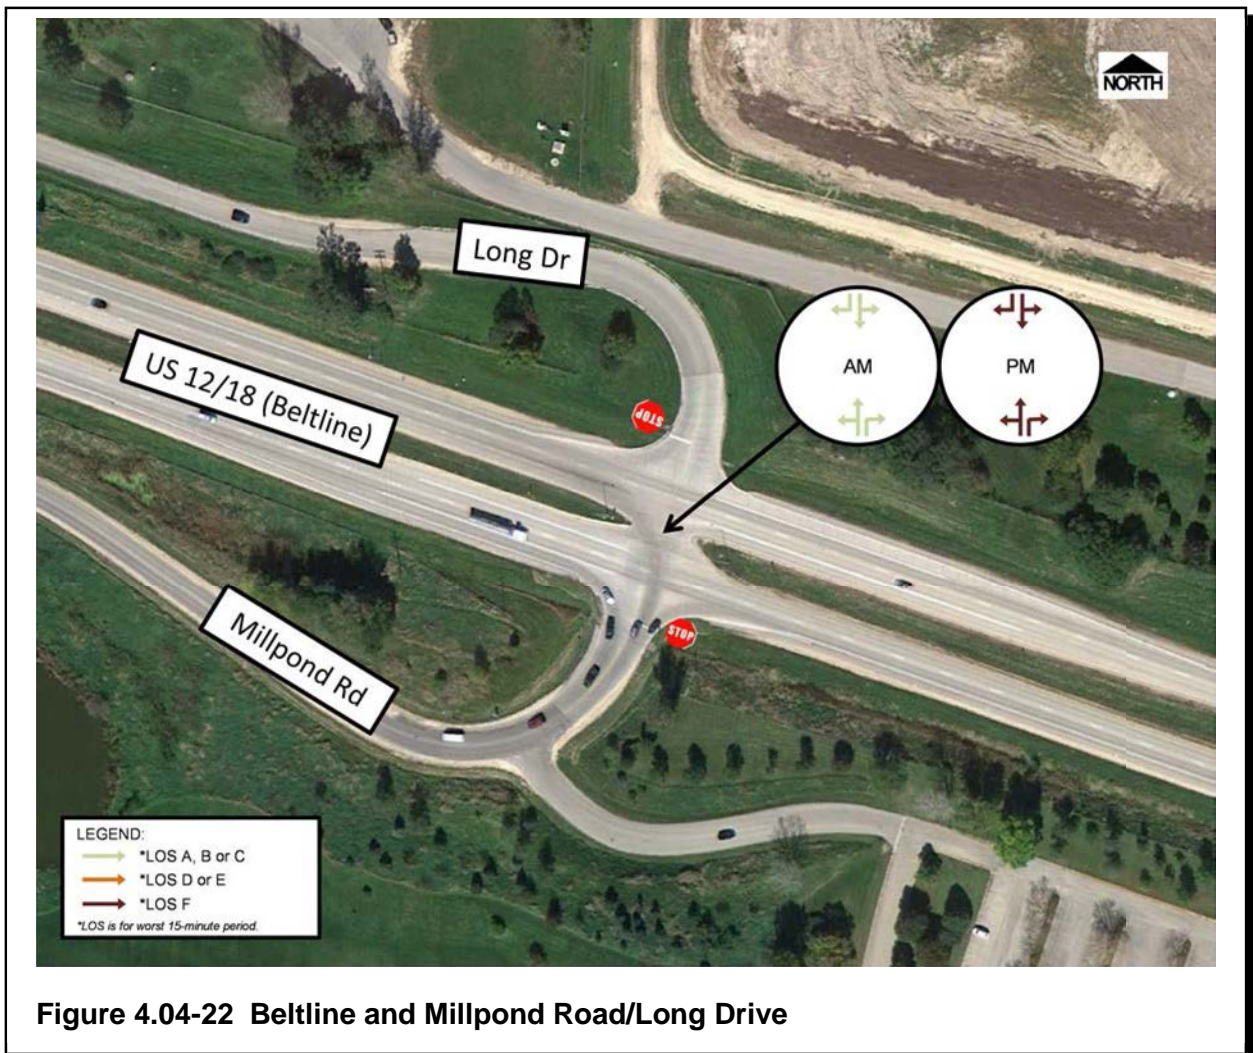 NORTH
Long Dr
US 12/18 (Beltline)
AM
PM
STOP
STOP
Millpond Rd
LEGEND:
*LOS A, B or C
*LOS D or E
*LOS F
*LOS is for worst 15-minute period.
Figure 4.04-22 Beltline and Millpond Road/Long Drive